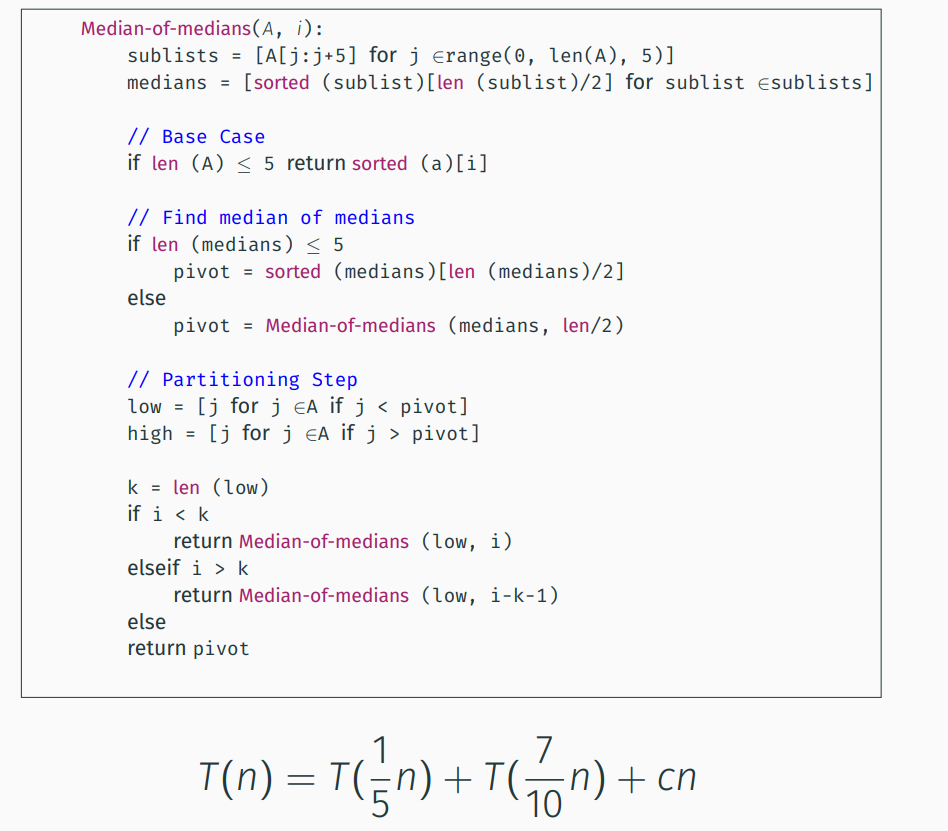 Median-of-medians(A, i):
sublists = [A[j:j+5] for j ∈range(0, len(A), 5)]
medians = [sorted (sublist)[len (sublist)/2] for sublist ∈sublists]
// Base Case
if len (A) ≤ 5 return sorted (a)[i]
// Find median of medians
if len (medians) ≤ 5
pivot = sorted (medians)[len (medians)/2]
else
pivot = Median-of-medians (medians, len/2)
// Partitioning Step
low = [j for j ∈A if j < pivot]
high = [j for j ∈A if j > pivot]
k = len (low)
if i < k
return Median-of-medians (low, i)
elseif i > k
return Median-of-medians (low, i-k-1)
else
return pivot
T(n) = T(1/5 n) + T(7/10 n) + cn